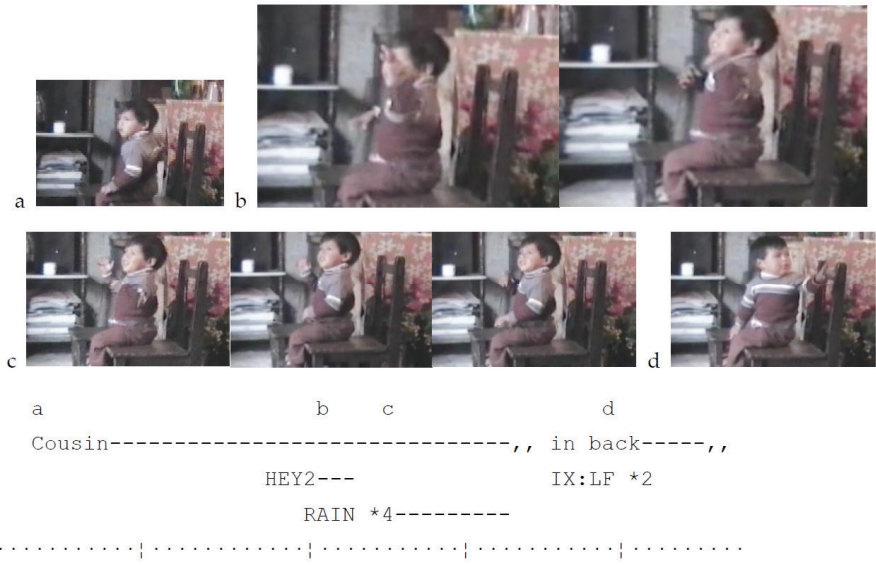 a b
c d
a b c d
Cousin--------------------------------,, in back-----,,
HEY2--- IX:LF *2
RAIN *4---------
...........¦............¦...........¦...........¦.........